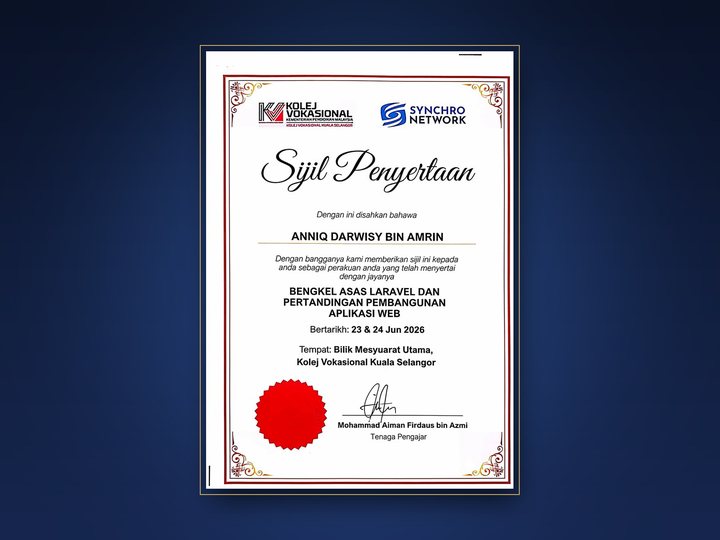 KOLEJ
VOKASIONAL
KEMENTERIAN PENDIDIKAN MALAYSIA
KOLEJ VOKASIONAL KUALA SELANGOR
SYNCHRO
NETWORK
Sijil Penyertaan
Dengan ini disahkan bahawa
ANNIQ DARWISY BIN AMRIN
Dengan bangganya kami memberikan sijil ini kepada
anda sebagai perakuan anda yang telah menyertai
dengan jayanya
BENGKEL ASAS LARAVEL DAN
PERTANDINGAN PEMBANGUNAN
APLIKASI WEB
Bertarikh: 23 & 24 Jun 2026
Tempat: Bilik Mesyuarat Utama,
Kolej Vokasional Kuala Selangor
Mohammad Aiman Firdaus bin Azmi
Tenaga Pengajar